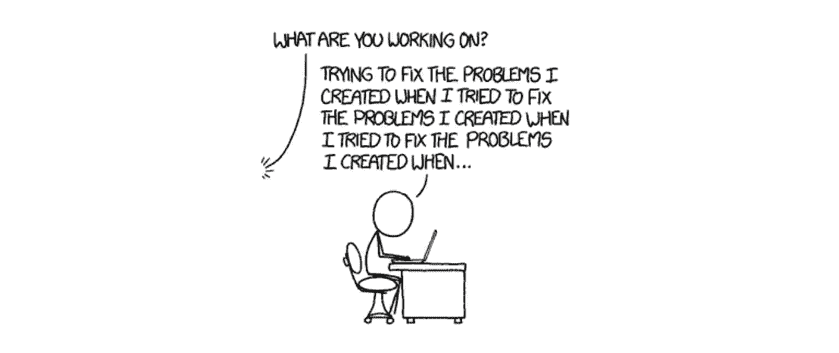 WHAT ARE YOU WORKING ON?
TRYING TO FIX THE PROBLEMS I
CREATED WHEN I TRIED TO FIX
THE PROBLEMS I CREATED WHEN
I TRIED TO FIX THE PROBLEMS
I CREATED WHEN...